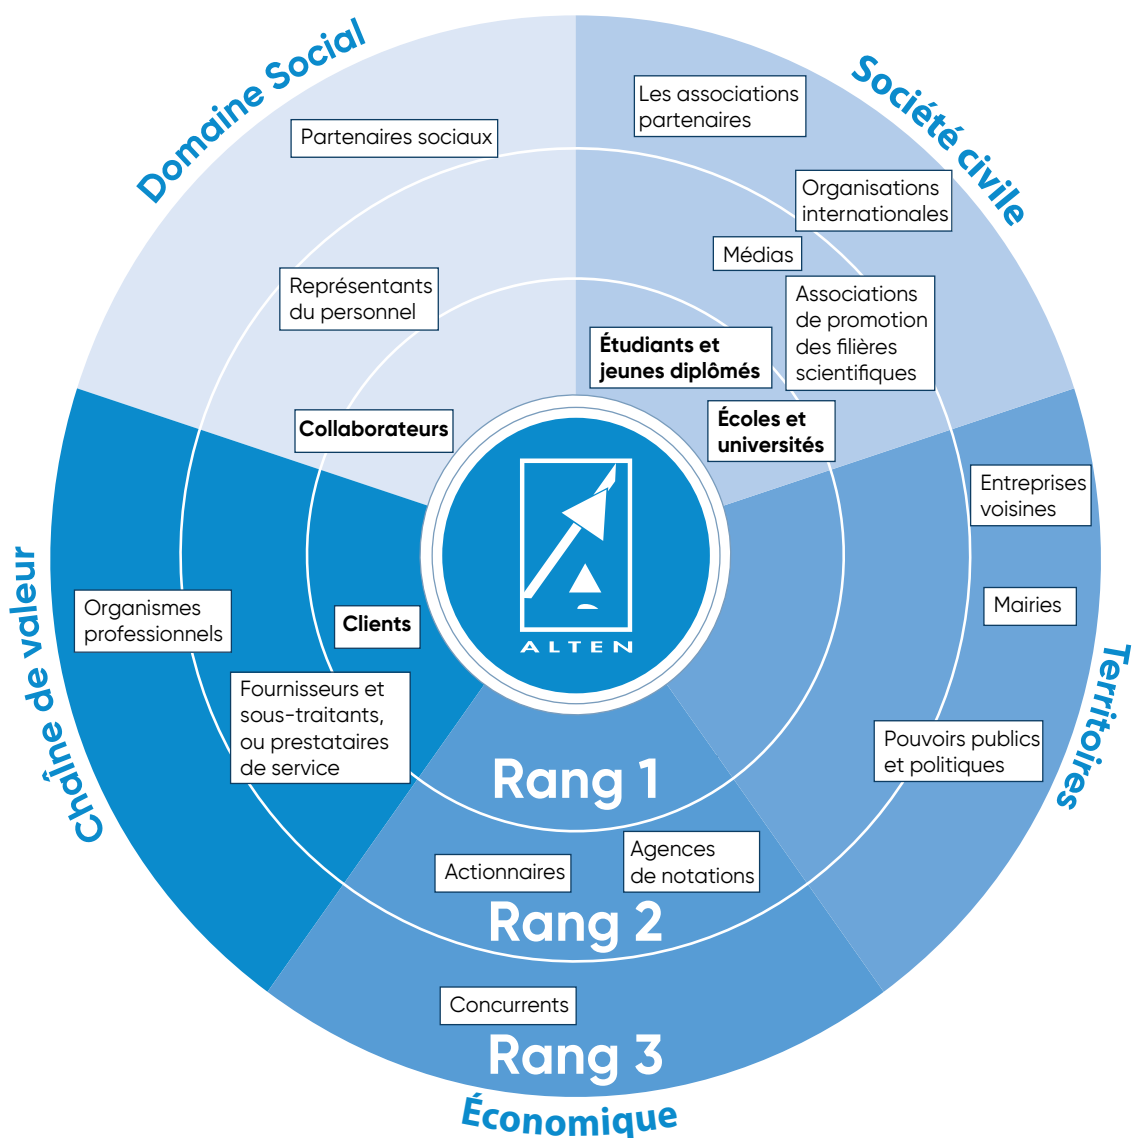 Domaine Social
Société civile
Les associations
partenaires
Partenaires sociaux
Organisations
internationales
Médias
Représentants
du personnel
Associations
de promotion
des filières
scientifiques
Étudiants et
jeunes diplômés
Collaborateurs
Écoles et
universités
Entreprises
voisines
Chaîne de valeur
Organismes
professionnels
Clients
ALTEN
Mairies
Territoires
Fournisseurs et
sous-traitants,
ou prestataires
de service
Pouvoirs publics
et politiques
Rang 1
Actionnaires
Agences
de notations
Rang 2
Concurrents
Rang 3
Économique